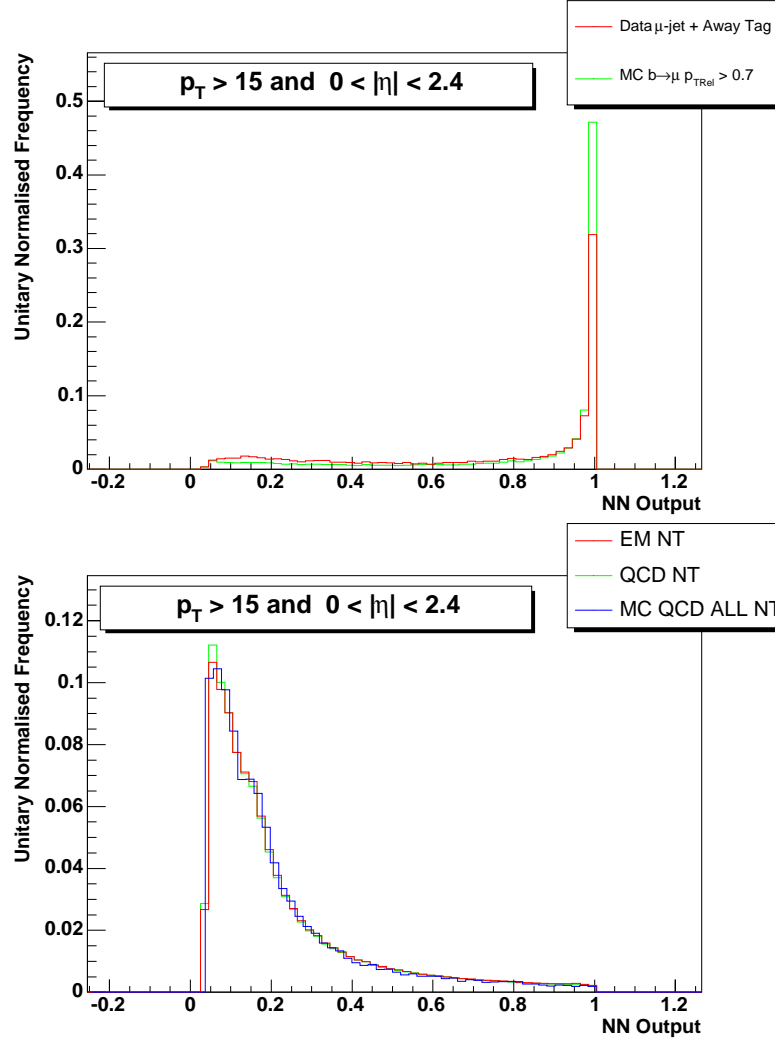 Data μ-jet + Away Tag
MC b→μ p_TRel > 0.7
p_T > 15 and 0 < |η| < 2.4
Unitary Normalised Frequency
0.5
0.4
0.3
0.2
0.1
0
-0.2 0 0.2 0.4 0.6 0.8 1 1.2
NN Output
EM NT
QCD NT
MC QCD ALL NT
p_T > 15 and 0 < |η| < 2.4
Unitary Normalised Frequency
0.12
0.1
0.08
0.06
0.04
0.02
0
-0.2 0 0.2 0.4 0.6 0.8 1 1.2
NN Output